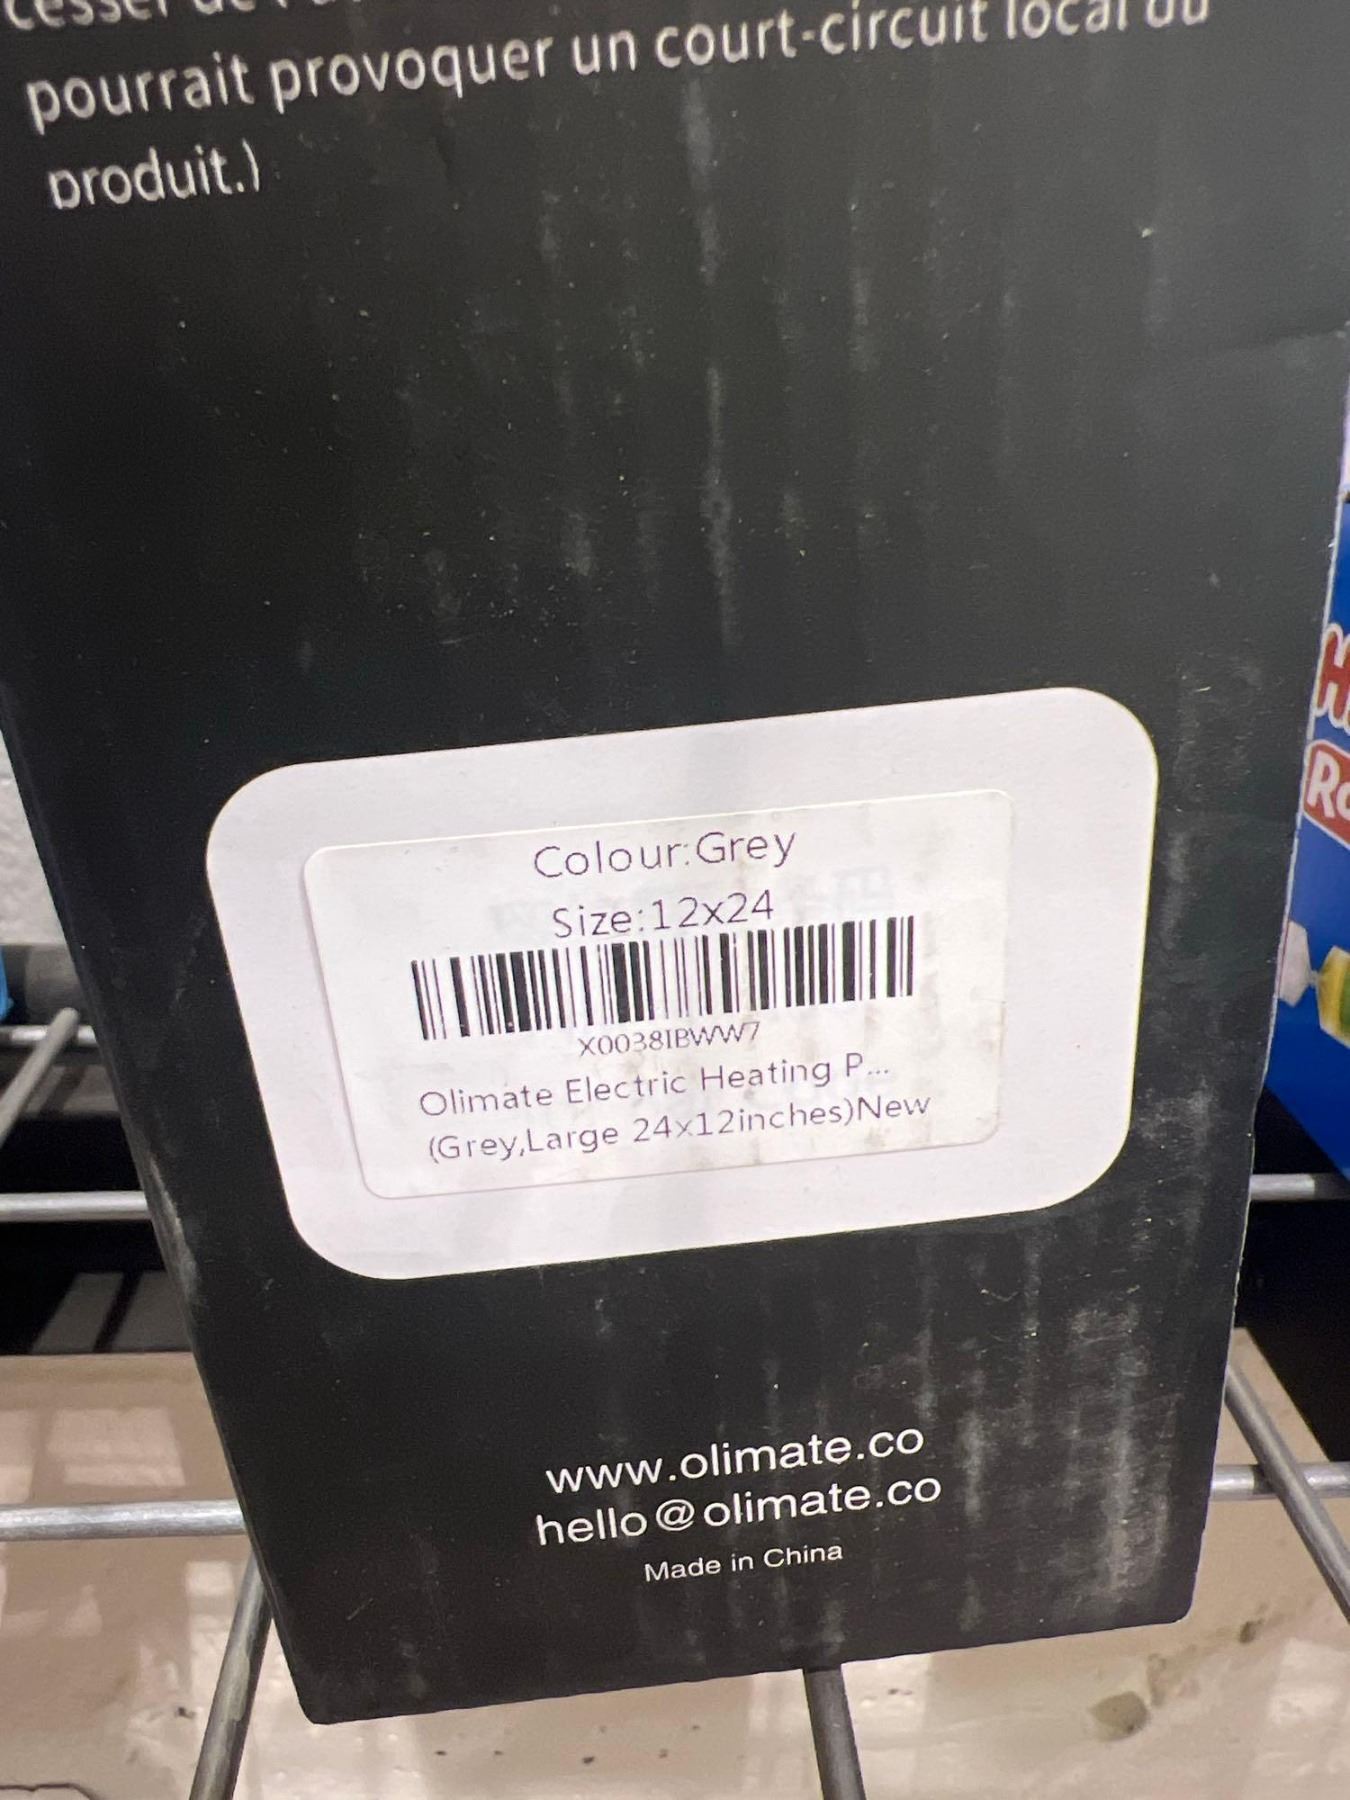 pourrait provoquer un court-circuit local du
produit.)
Colour:Grey
Size:12x24
X0038IBWW7
Olimate Electric Heating P...
(Grey,Large 24x12inches)New
www.olimate.co
hello@olimate.co
Made in China